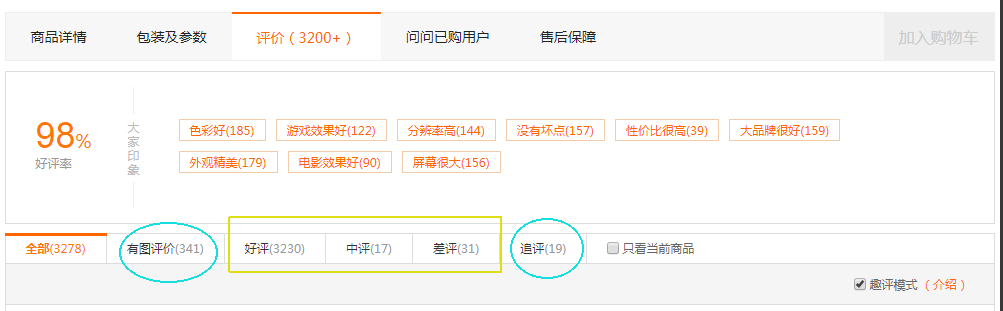 商品详情 包装及参数 评价（3200+） 问问已购用户 售后保障 加入购物车
98%
好评率
大家印象
色彩好(185) 游戏效果好(122) 分辨率高(144) 没有坏点(157) 性价比很高(39) 大品牌很好(159)
外观精美(179) 电影效果好(90) 屏幕很大(156)
全部(3278) 有图评价(341) 好评(3230) 中评(17) 差评(31) 追评(19) 只看当前商品
趣评模式（介绍）